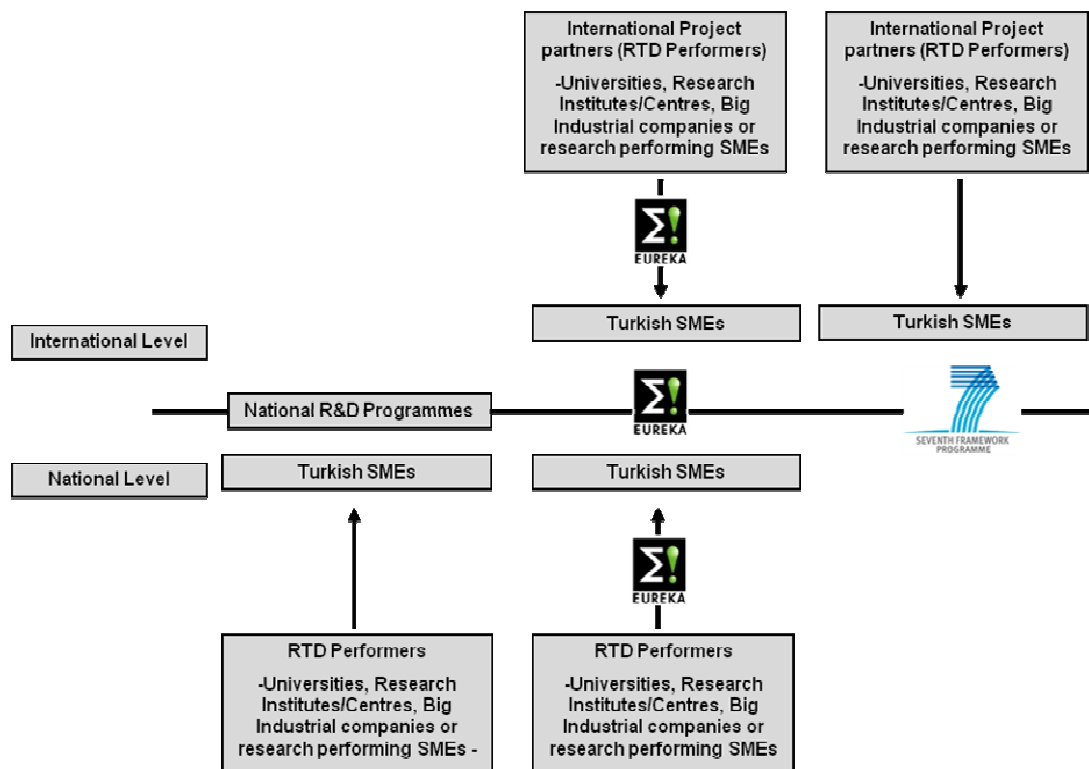 International Project
partners (RTD Performers)
-Universities, Research
Institutes/Centres, Big
Industrial companies or
research performing SMEs
International Project
partners (RTD Performers)
-Universities, Research
Institutes/Centres, Big
Industrial companies or
research performing SMEs
Σ!
EUREKA
Turkish SMEs
Turkish SMEs
International Level
National R&D Programmes
Σ!
EUREKA
7
SEVENTH FRAMEWORK
PROGRAMME
National Level
Turkish SMEs
Turkish SMEs
Σ!
EUREKA
RTD Performers
-Universities, Research
Institutes/Centres, Big
Industrial companies or
research performing SMEs -
RTD Performers
-Universities, Research
Institutes/Centres, Big
Industrial companies or
research performing SMEs